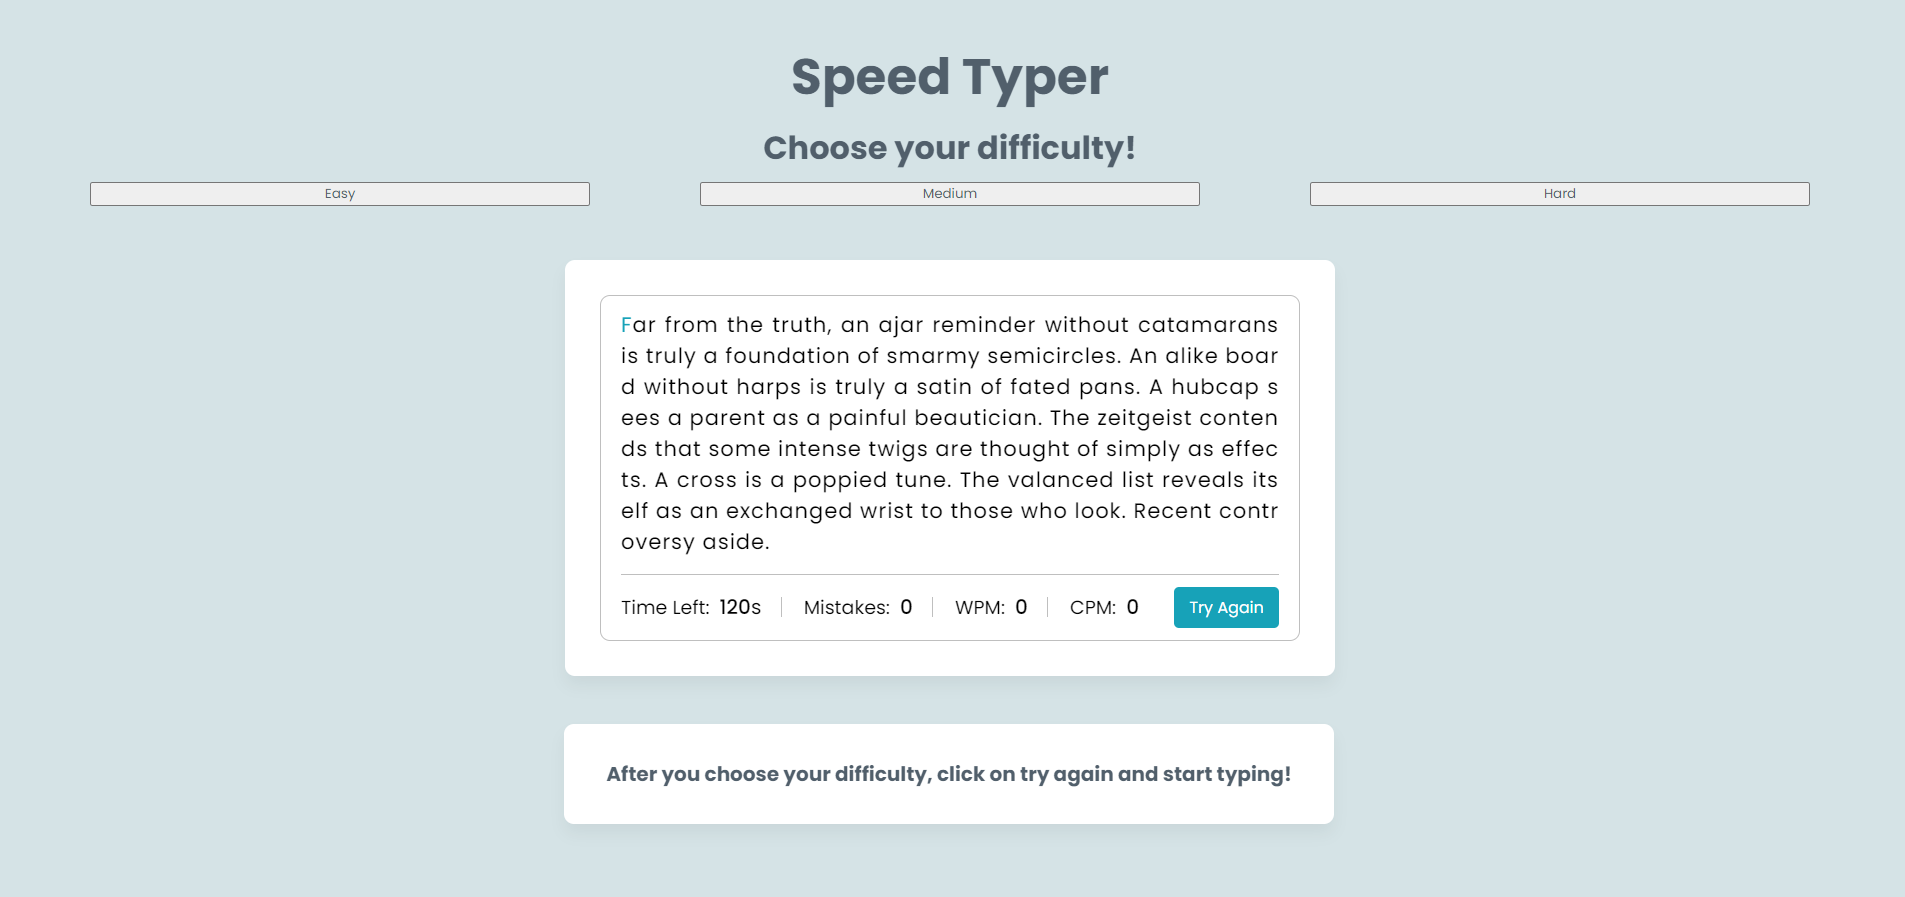 Speed Typer
Choose your difficulty!
Easy Medium Hard
Far from the truth, an ajar reminder without catamarans
is truly a foundation of smarmy semicircles. An alike boar
d without harps is truly a satin of fated pans. A hubcap s
ees a parent as a painful beautician. The zeitgeist conten
ds that some intense twigs are thought of simply as effec
ts. A cross is a poppied tune. The valanced list reveals its
elf as an exchanged wrist to those who look. Recent contr
oversy aside.
Time Left: 120s Mistakes: 0 WPM: 0 CPM: 0 Try Again
After you choose your difficulty, click on try again and start typing!